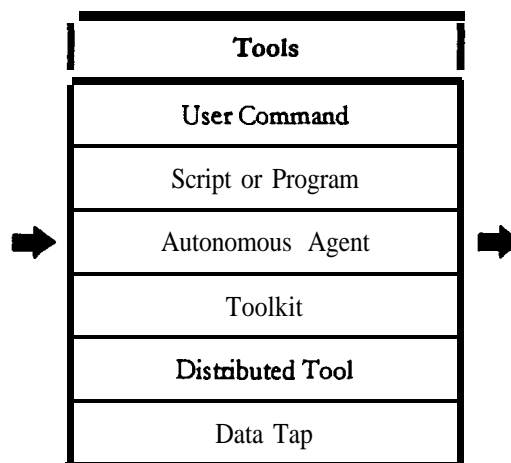 Tools
User Command
Script or Program
Autonomous Agent
Toolkit
Distributed Tool
Data Tap